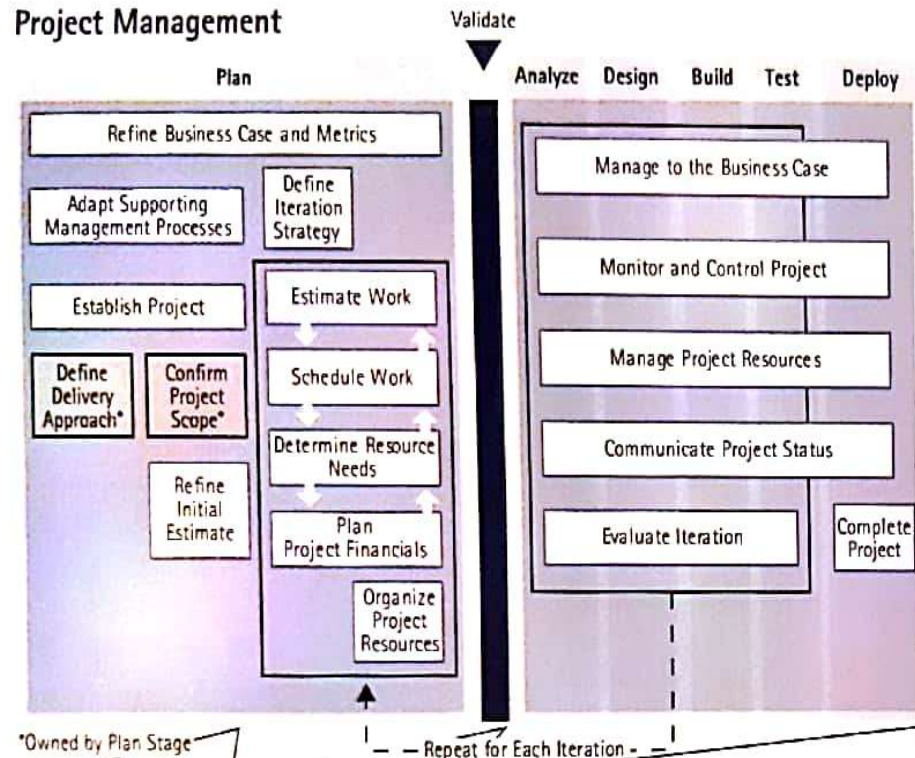 Project Management
Validate
Plan
Analyze
Design
Build
Test
Deploy
Refine Business Case and Metrics
Adapt Supporting
Management Processes
Define
Iteration
Strategy
Establish Project
Define
Delivery
Approach*
Confirm
Project
Scope*
Refine
Initial
Estimate
Estimate Work
Schedule Work
Determine Resource
Needs
Plan
Project Financials
Organize
Project
Resources
Manage to the Business Case
Monitor and Control Project
Manage Project Resources
Communicate Project Status
Evaluate Iteration
Complete
Project
*Owned by Plan Stage
Repeat for Each Iteration